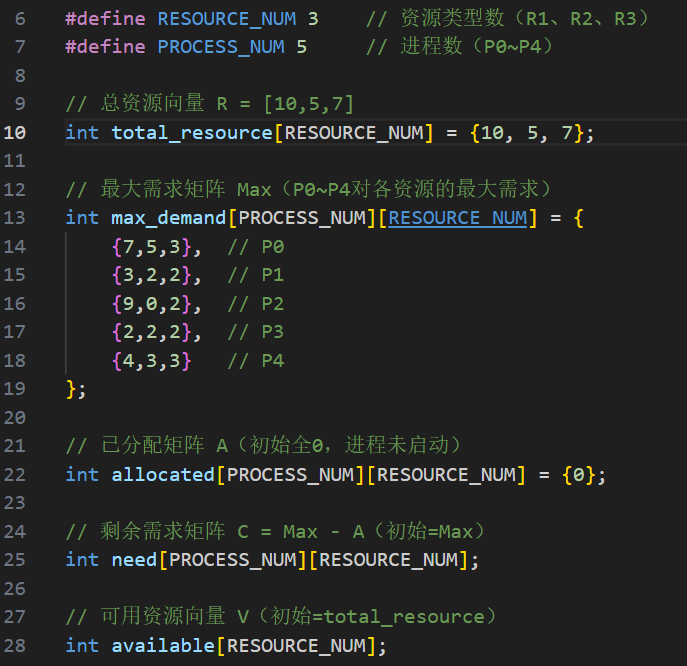 6 #define RESOURCE_NUM 3 // 资源类型数（R1、R2、R3）
7 #define PROCESS_NUM 5 // 进程数（P0~P4）
8
9 // 总资源向量 R = [10,5,7]
10 int total_resource[RESOURCE_NUM] = {10, 5, 7};
11
12 // 最大需求矩阵 Max（P0~P4对各资源的最大需求）
13 int max_demand[PROCESS_NUM][RESOURCE_NUM] = {
14 {7,5,3}, // P0
15 {3,2,2}, // P1
16 {9,0,2}, // P2
17 {2,2,2}, // P3
18 {4,3,3} // P4
19 };
20
21 // 已分配矩阵 A（初始全0，进程未启动）
22 int allocated[PROCESS_NUM][RESOURCE_NUM] = {0};
23
24 // 剩余需求矩阵 C = Max - A（初始=Max）
25 int need[PROCESS_NUM][RESOURCE_NUM];
26
27 // 可用资源向量 V（初始=total_resource）
28 int available[RESOURCE_NUM];